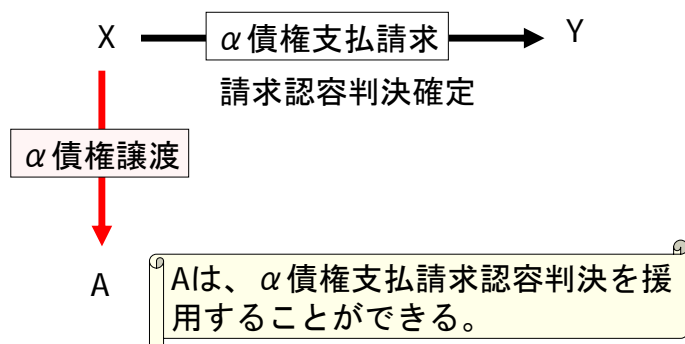 X
α債権支払請求
Y
請求認容判決確定
α債権譲渡
A
Aは、α債権支払請求認容判決を援
用することができる。